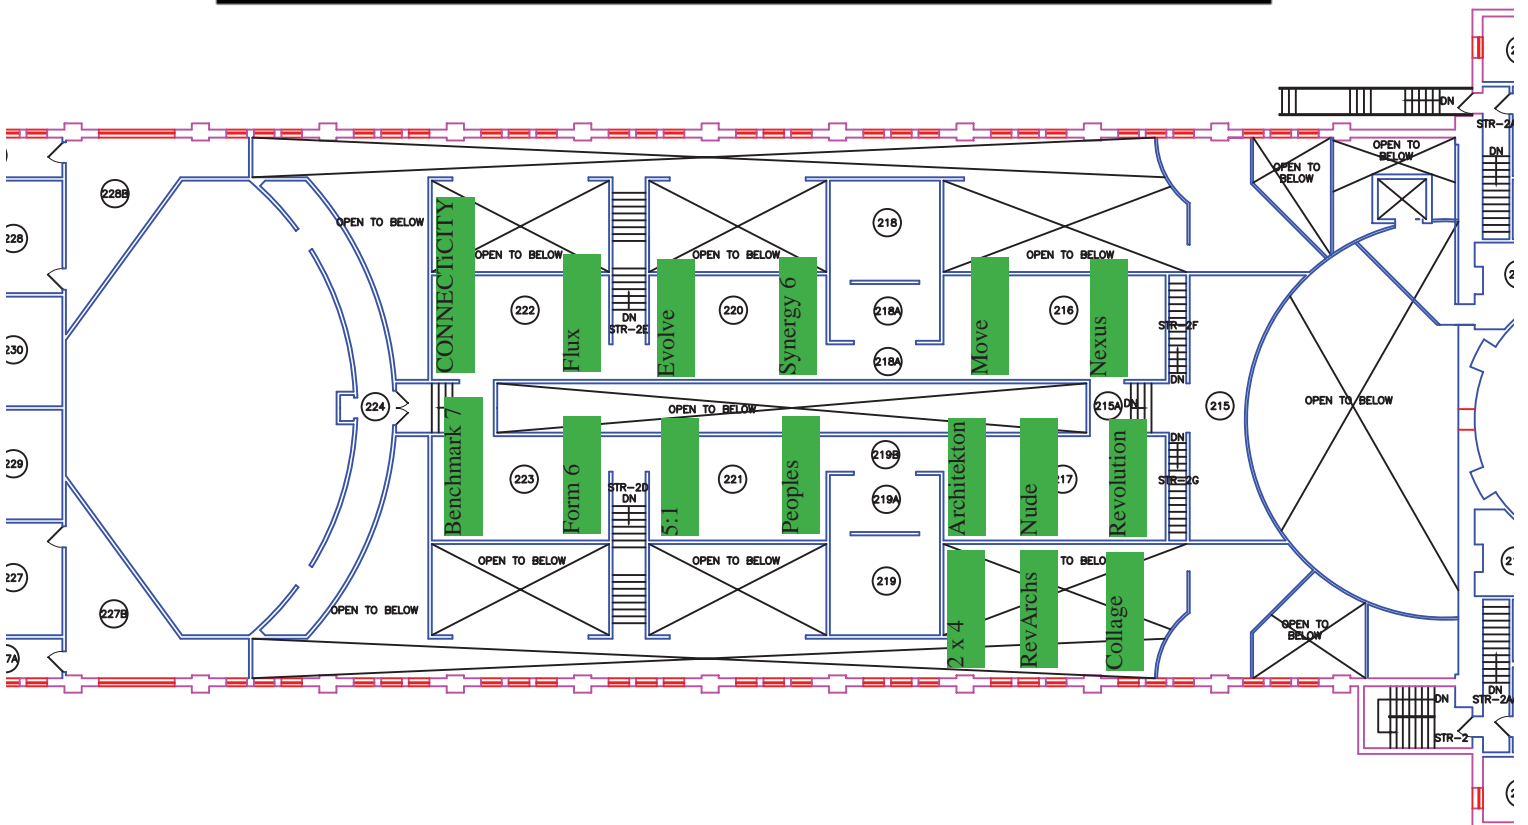 DN
STR-2A
DN
OPEN TO
BELOW
OPEN TO
BELOW
228B
OPEN TO BELOW
CONNECTiCITY
218
228
OPEN TO BELOW
OPEN TO BELOW
OPEN TO BELOW
222
Flux
DN
STR-2E
Evolve
220
Synergy 6
218A
Move
216
Nexus
STR-2F
230
218A
DN
224
OPEN TO BELOW
215A
DN
215
OPEN TO BELOW
Benchmark 7
223
Form 6
STR-2D
DN
5:1
221
Peoples
219B
219A
Architekton
Nude
217
Revolution
DN
STR-2G
229
OPEN TO BELOW
OPEN TO BELOW
TO BELO
227
219
227B
OPEN TO BELOW
2 x 4
RevArchs
Collage
OPEN TO
BELOW
7A
DN
STR-2A
DN
STR-2